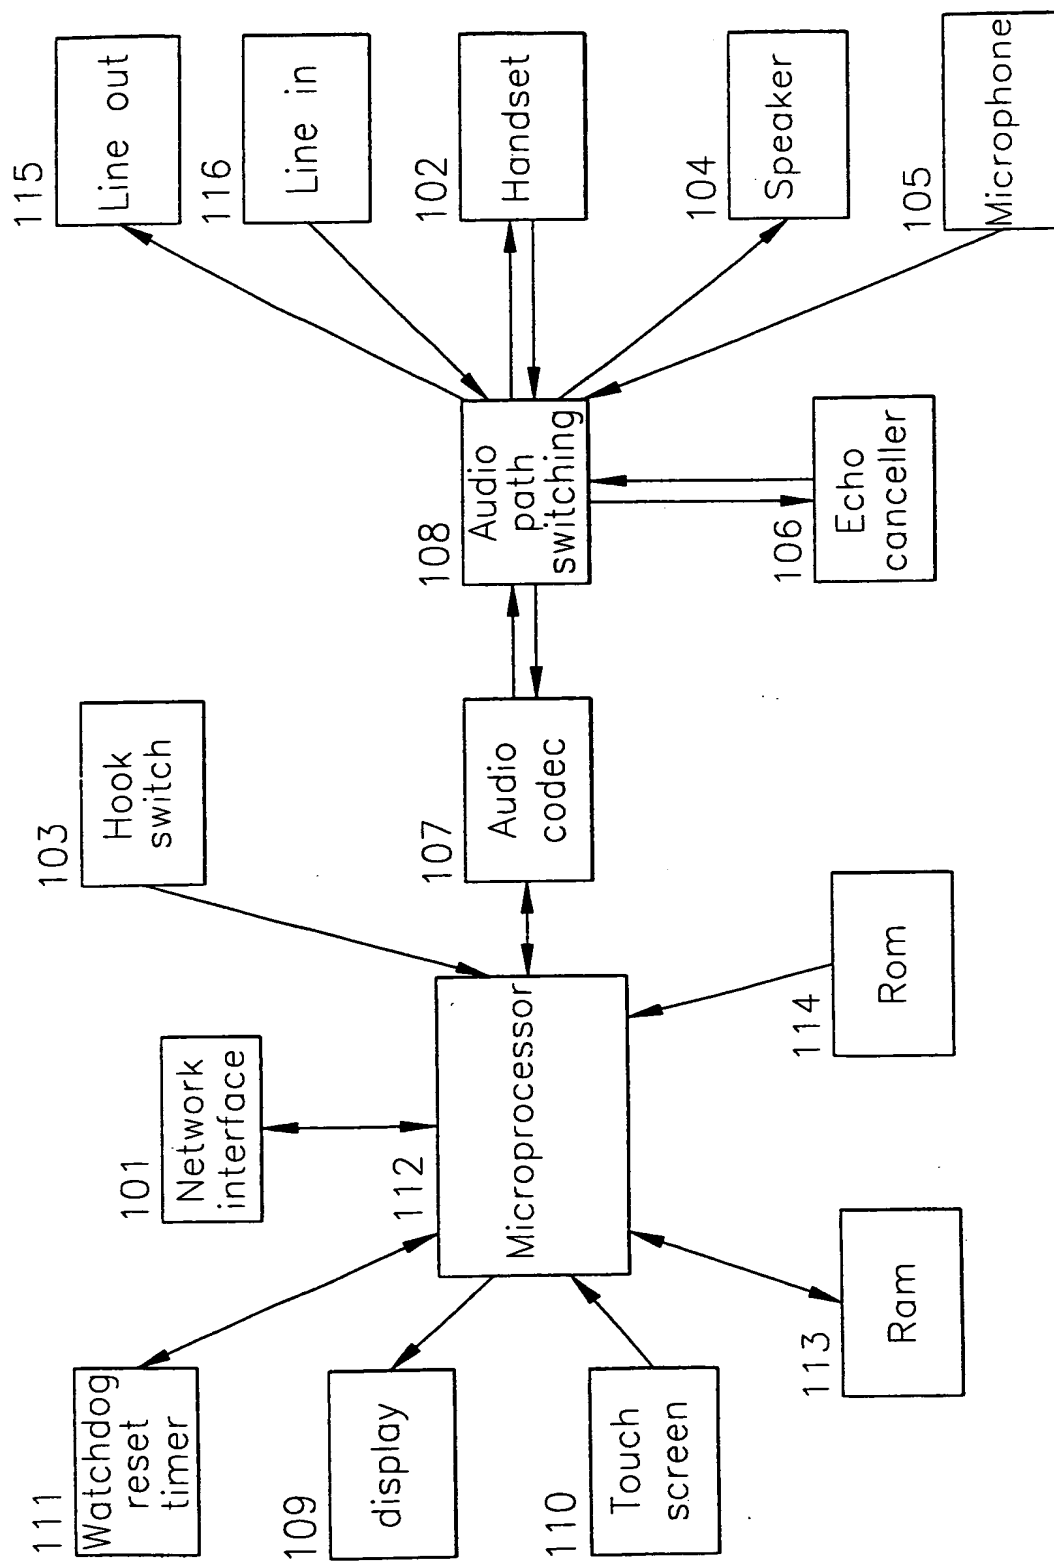 111
Watchdog
reset
timer
101
Network
interface
103
Hook
switch
115
Line out
116
Line in
109
display
112
Microprocessor
107
Audio
codec
108
Audio
path
switching
102
Handset
110
Touch
screen
104
Speaker
113
Ram
114
Rom
106
Echo
canceller
105
Microphone